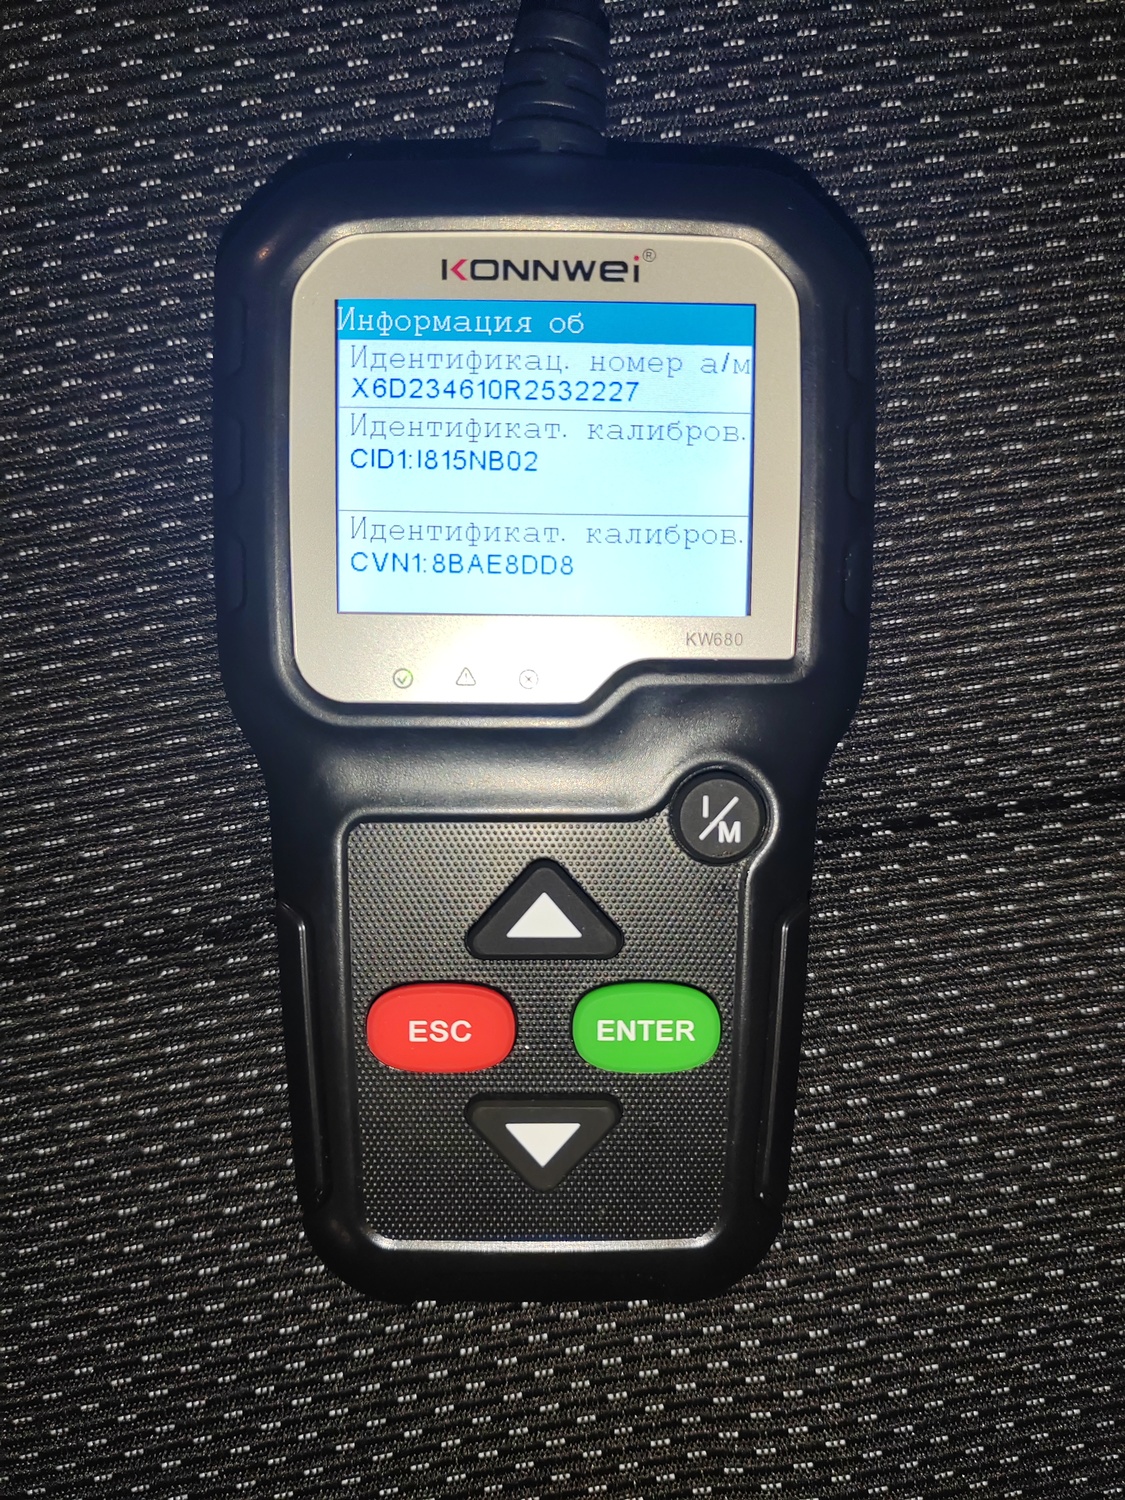 KONNWEI®
Информация об
Идентификац. номер а/м
X6D234610R2532227
Идентификат. калибров.
CID1:I815NB02
Идентификат. калибров.
CVN1:8BAE8DD8
KW680
I/M
ESC
ENTER